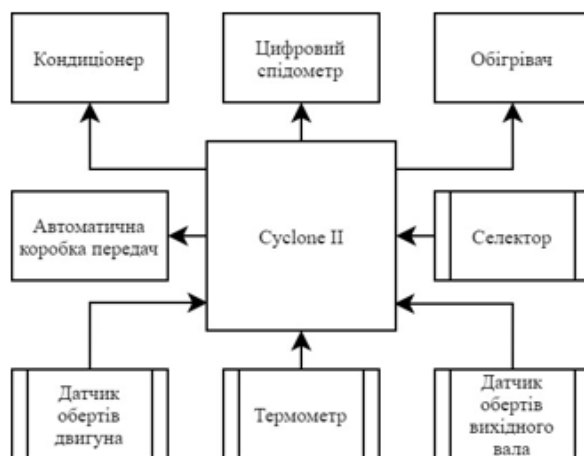 Кондиціонер
Цифровий
спідометр
Обігрівач
Автоматична
коробка передач
Cyclone II
Селектор
Датчик
обертів
двигуна
Термометр
Датчик
обертів
вихідного
вала